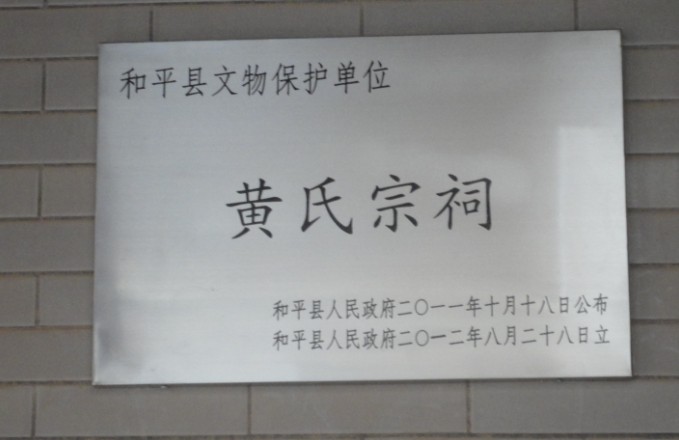 和平县文物保护单位
黄氏宗祠
和平县人民政府二〇一一年十月十八日公布
和平县人民政府二〇一二年八月二十八日立